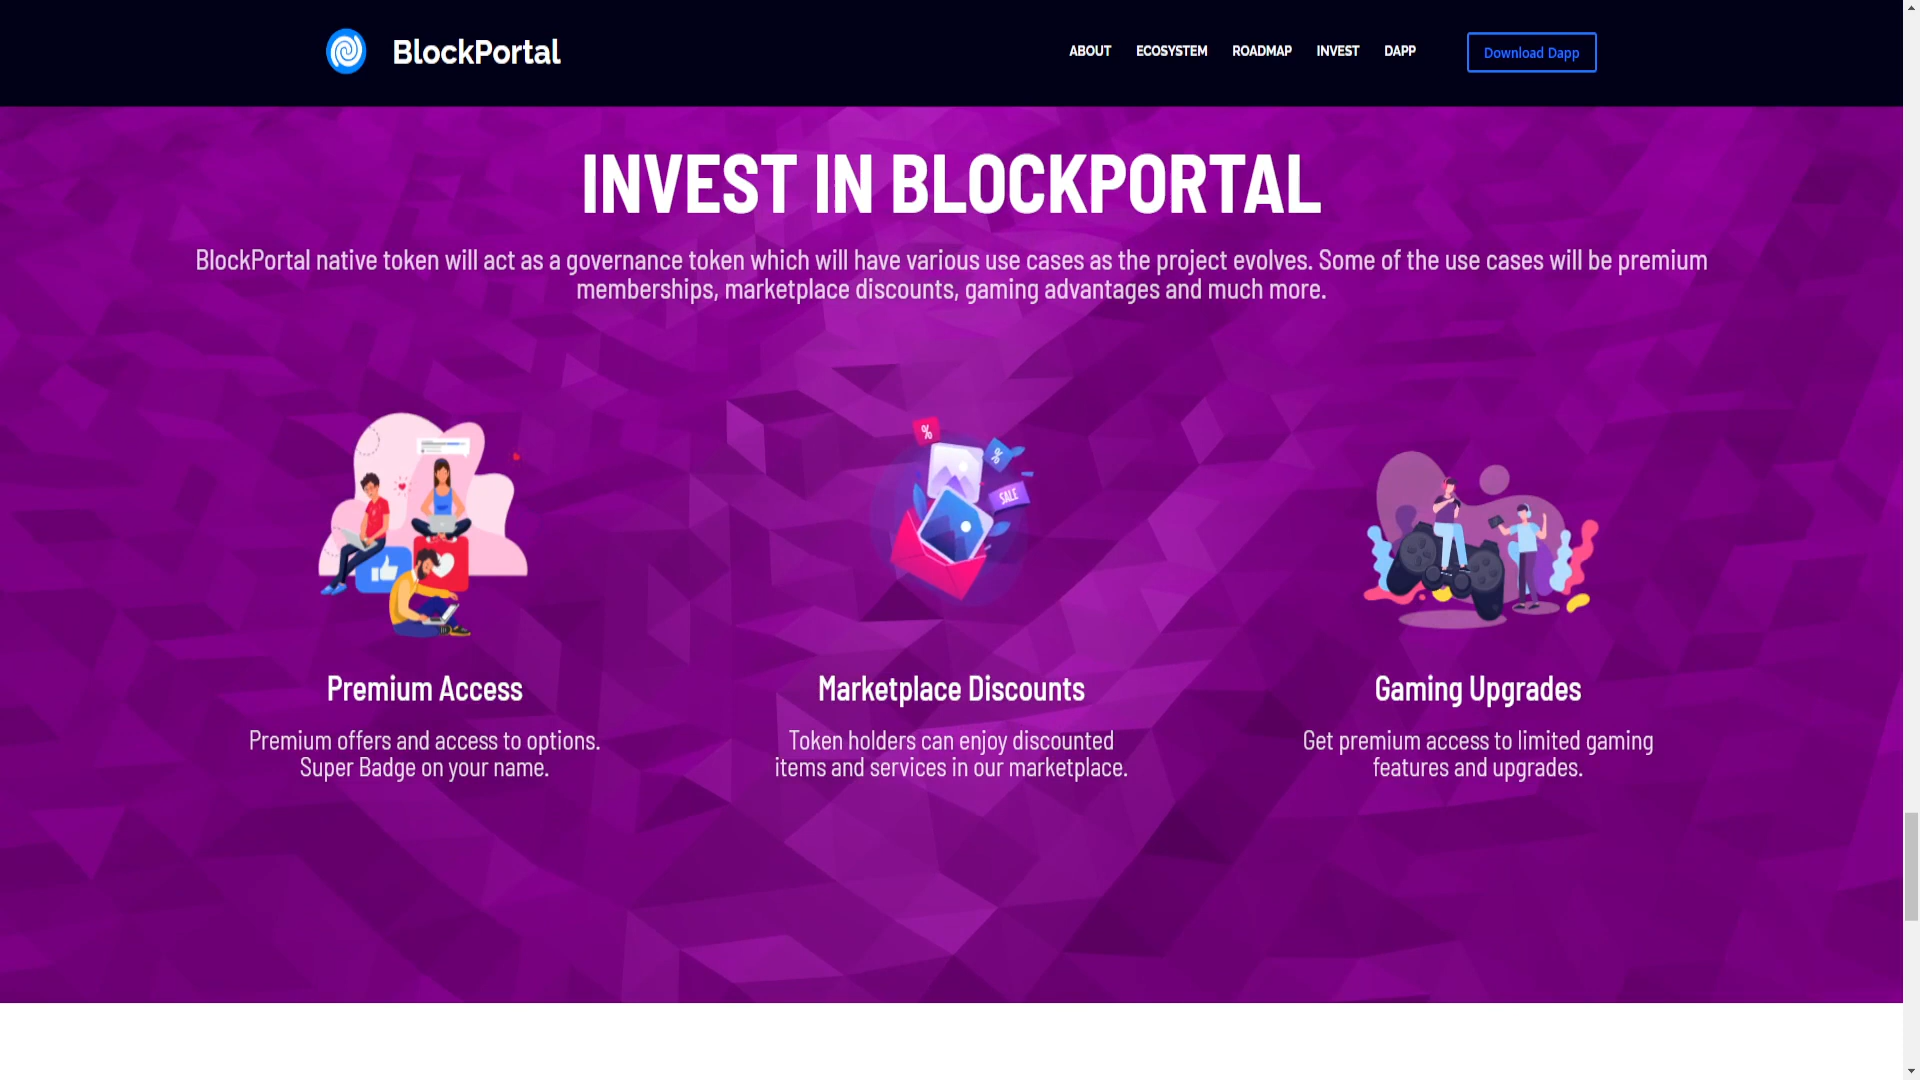 BlockPortal
ABOUT ECOSYSTEM ROADMAP INVEST DAPP Download Dapp
INVEST IN BLOCKPORTAL
BlockPortal native token will act as a governance token which will have various use cases as the project evolves. Some of the use cases will be premium
memberships, marketplace discounts, gaming advantages and much more.
%
%
SALE
Premium Access
Premium offers and access to options.
Super Badge on your name.
Marketplace Discounts
Token holders can enjoy discounted
items and services in our marketplace.
Gaming Upgrades
Get premium access to limited gaming
features and upgrades.